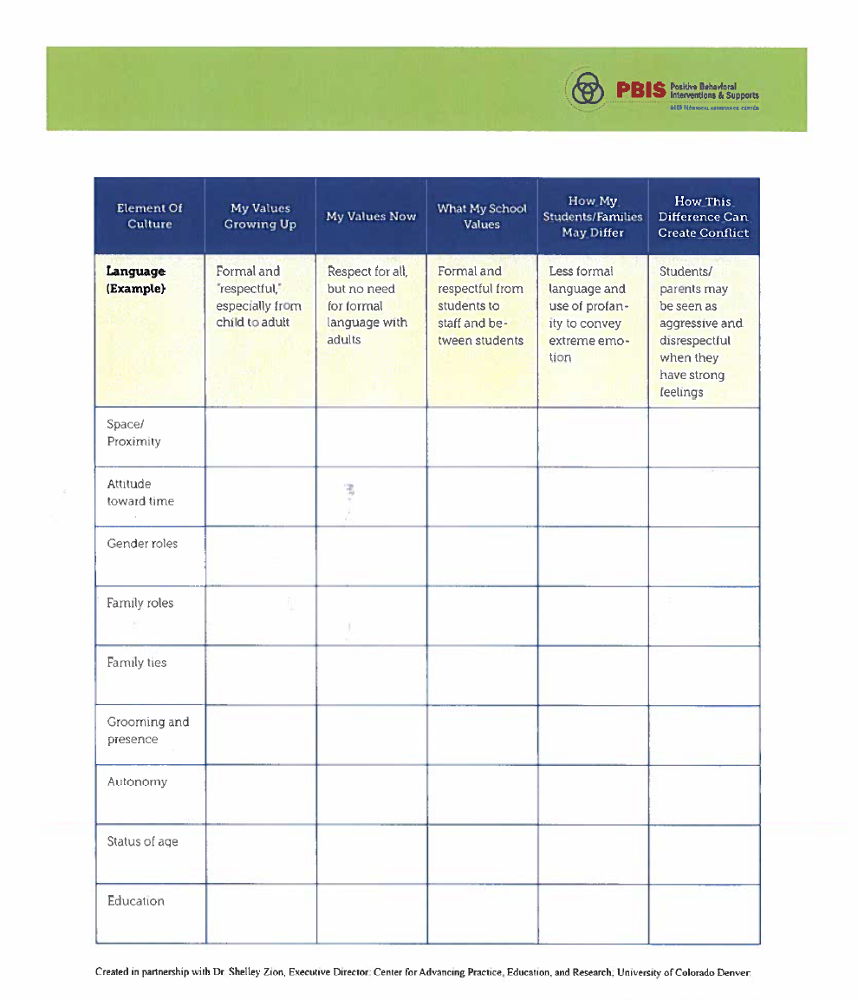 PBIS Positive Behavioral
Interventions & Supports
OSEP TECHNICAL ASSISTANCE CENTER
Element Of
Culture
My Values
Growing Up
My Values Now
What My School
Values
How My
Students/Families
May Differ
How This
Difference Can
Create Conflict
Language
(Example)
Formal and
"respectful,"
especially from
child to adult
Respect for all,
but no need
for formal
language with
adults
Formal and
respectful from
students to
staff and be-
tween students
Less formal
language and
use of profan-
ity to convey
extreme emo-
tion
Students/
parents may
be seen as
aggressive and
disrespectful
when they
have strong
feelings
Space/
Proximity
Attitude
toward time
Gender roles
Family roles
Family ties
Grooming and
presence
Autonomy
Status of age
Education
Created in partnership with Dr. Shelley Zion, Executive Director: Center for Advancing Practice, Education, and Research; University of Colorado Denver.